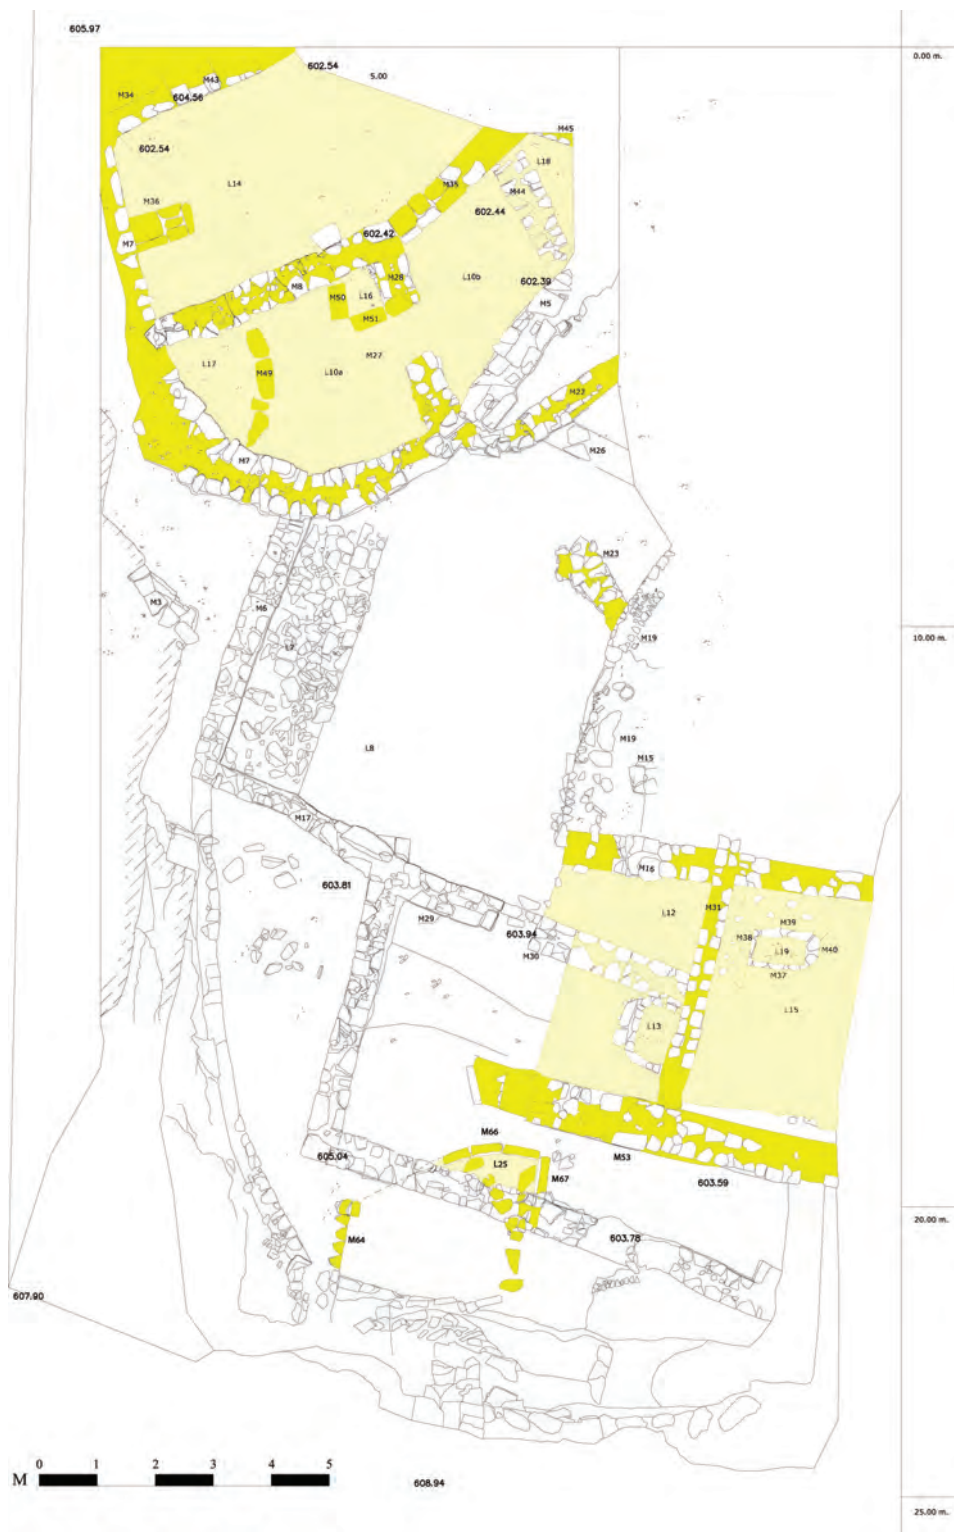 605.97
0.00 m.
602.54
5.00
M43
M34
604.56
M45
602.54
L18
L14
M35
M44
M36
602.44
602.42
M7
L10b
M28
602.39
M8
M50
L16
M5
M51
M27
L17
M49
L10a
M22
M26
M7
M23
M3
M6
10.00 m.
M19
L7
M19
L8
M15
M17
M16
603.81
M31
L12
M29
M39
603.94
M38
L19
M40
M30
M37
L15
L13
M66
605.04
L25
M53
M67
603.59
20.00 m.
M64
603.78
607.90
0 1 2 3 4 5
M
608.94
25.00 m.